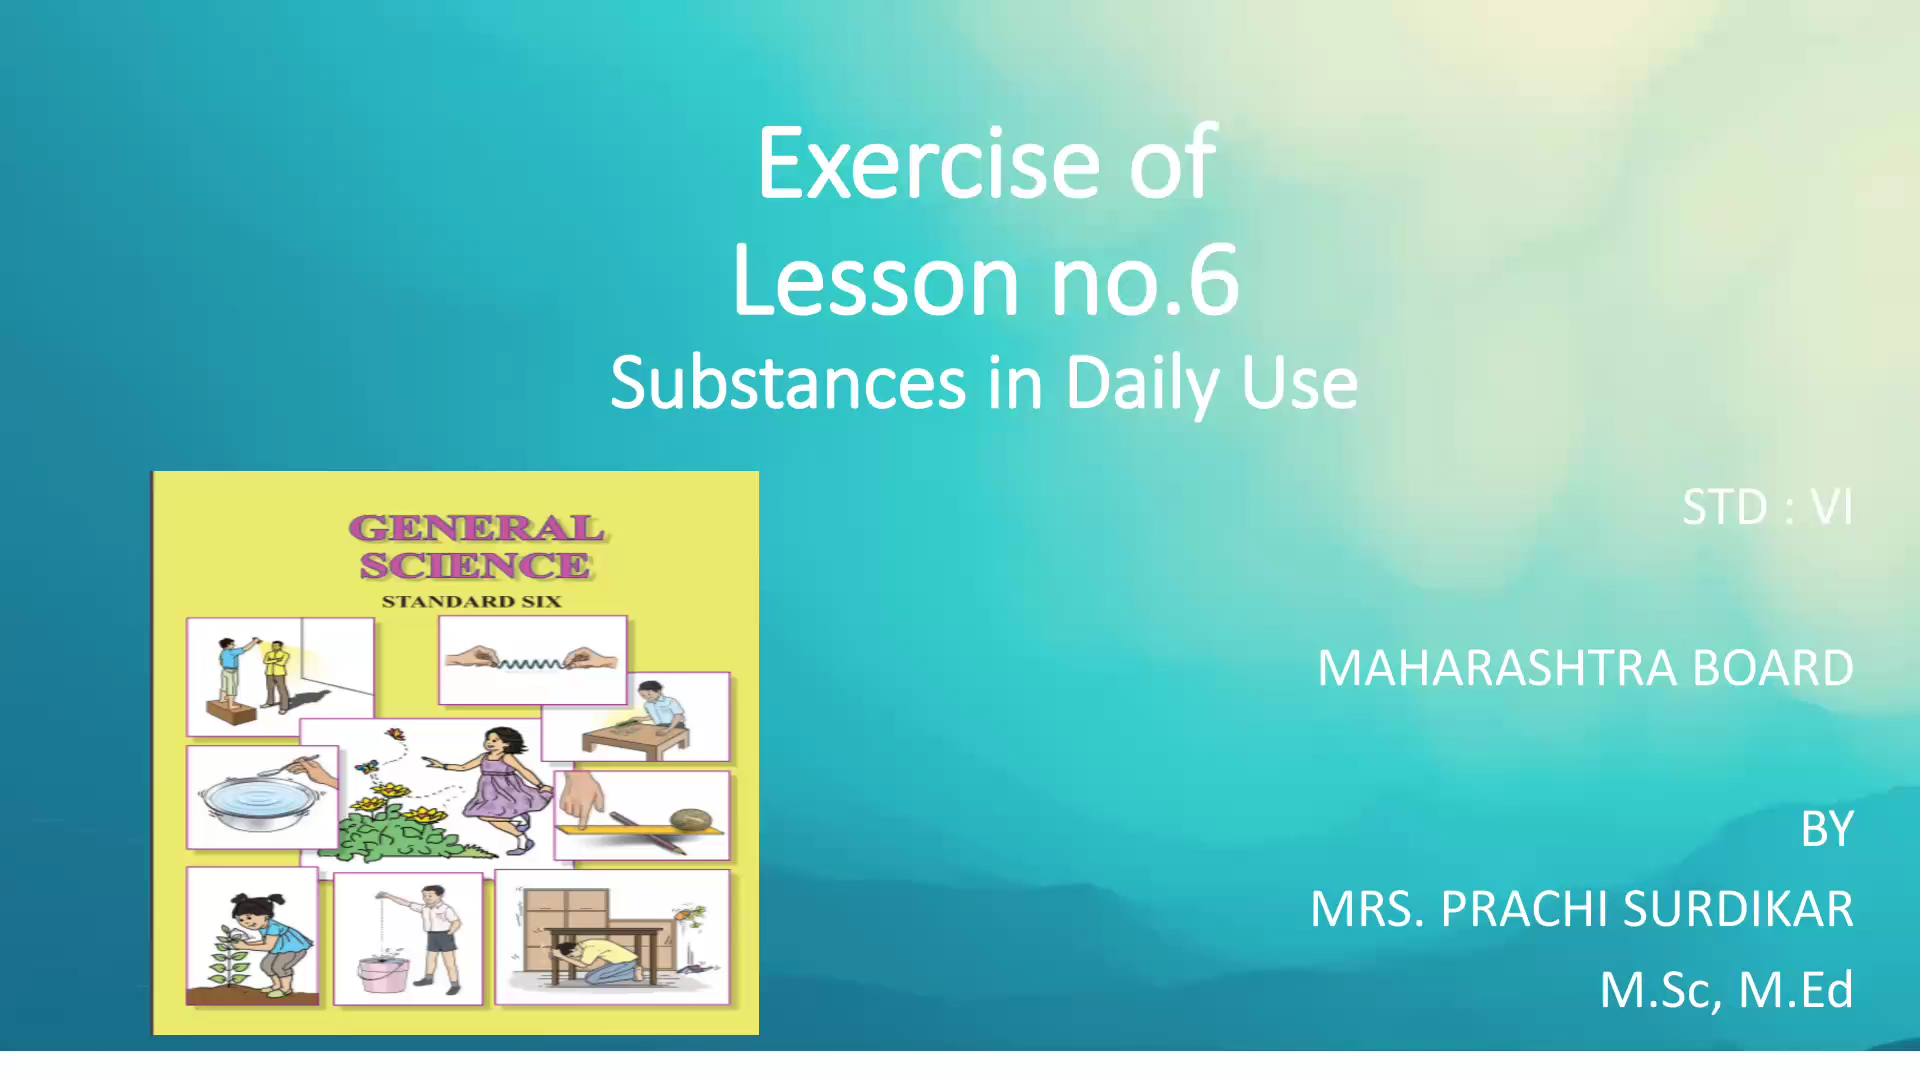 Exercise of
Lesson no.6
Substances in Daily Use
GENERAL
SCIENCE
STANDARD SIX
STD : VI
MAHARASHTRA BOARD
BY
MRS. PRACHI SURDIKAR
M.Sc, M.Ed